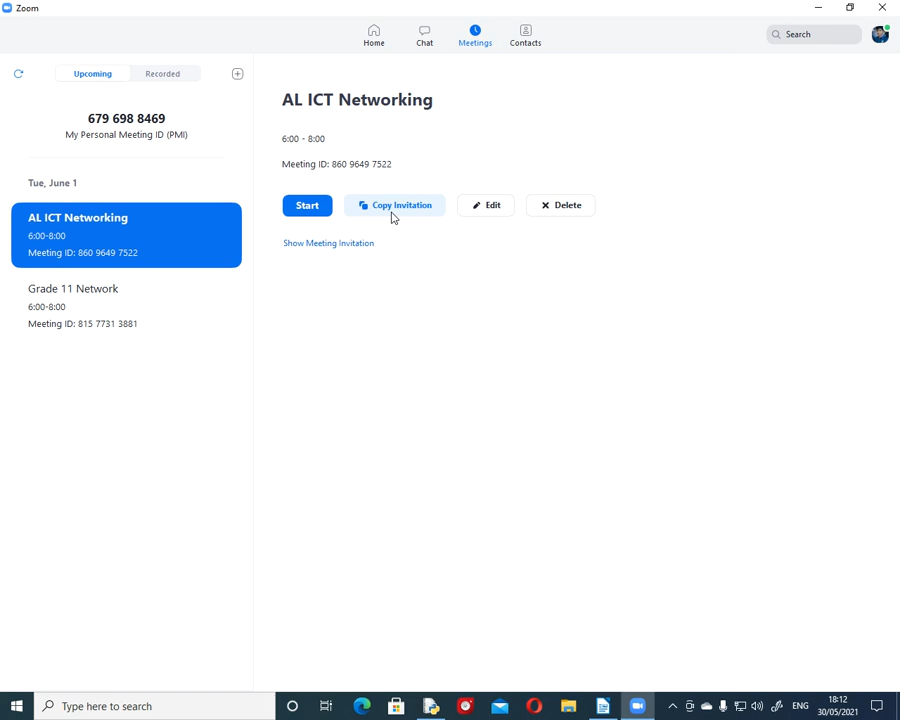 Zoom
Home
Chat
Meetings
Contacts
Search
Upcoming
Recorded
679 698 8469
My Personal Meeting ID (PMI)
Tue, June 1
AL ICT Networking
6:00-8:00
Meeting ID: 860 9649 7522
Grade 11 Network
6:00-8:00
Meeting ID: 815 7731 3881
AL ICT Networking
6:00 - 8:00
Meeting ID: 860 9649 7522
Start
Copy Invitation
Edit
Delete
Show Meeting Invitation
Type here to search
ENG
18:12
30/05/2021